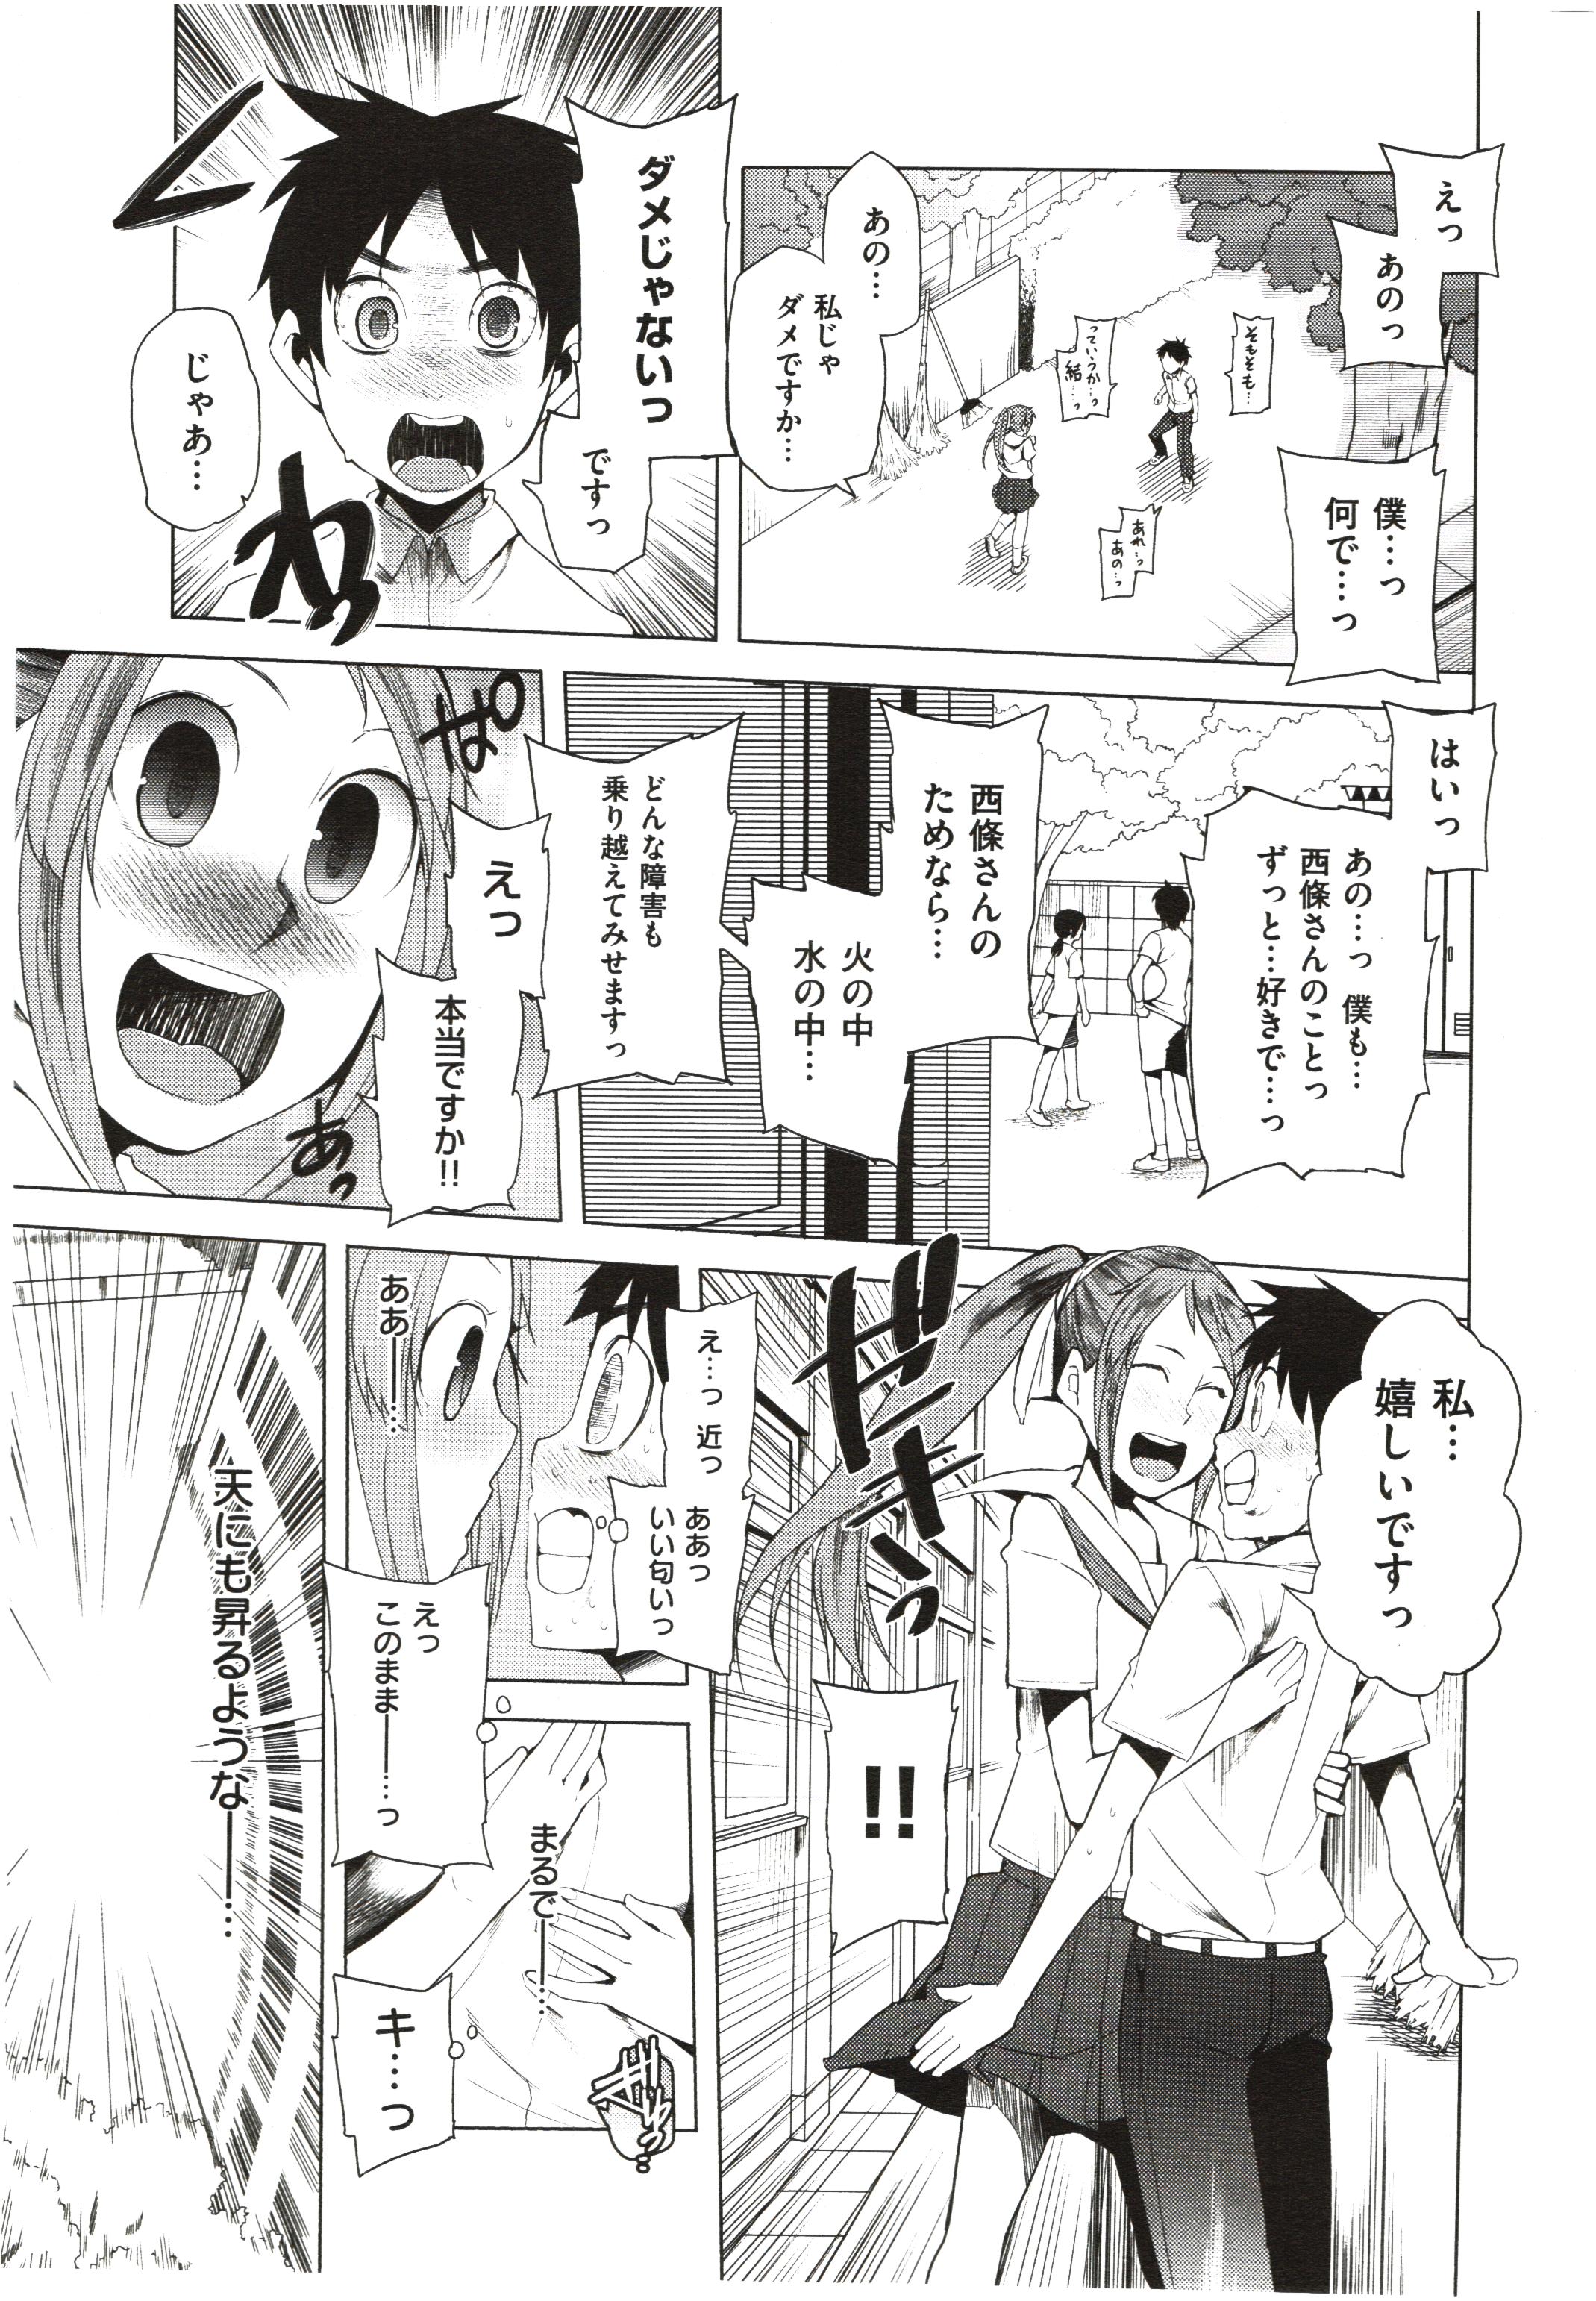 えっ
あのっ
僕…っ
何で…っ
そもそも…
っていうか…っ
結…っ
あれ…っ
あの…っ
あの…
私じゃ
ダメですか…
ダメじゃないっ
ですっ
じゃあ…
はいっ
あの…っ 僕も…
西條さんのことっ
ずっと…好きで…っ
西條さんの
ためなら…
火の中
水の中…
どんな障害も
乗り越えてみせますっ
ぱぁっ
えっ
本当ですか!!
私…
嬉しいですっ
!!
え…っ 近っ
ああっ
いい匂いっ
ああ――…
えっ
このまま――…っ
まるで――…
キ…っ
天にも昇るような――…